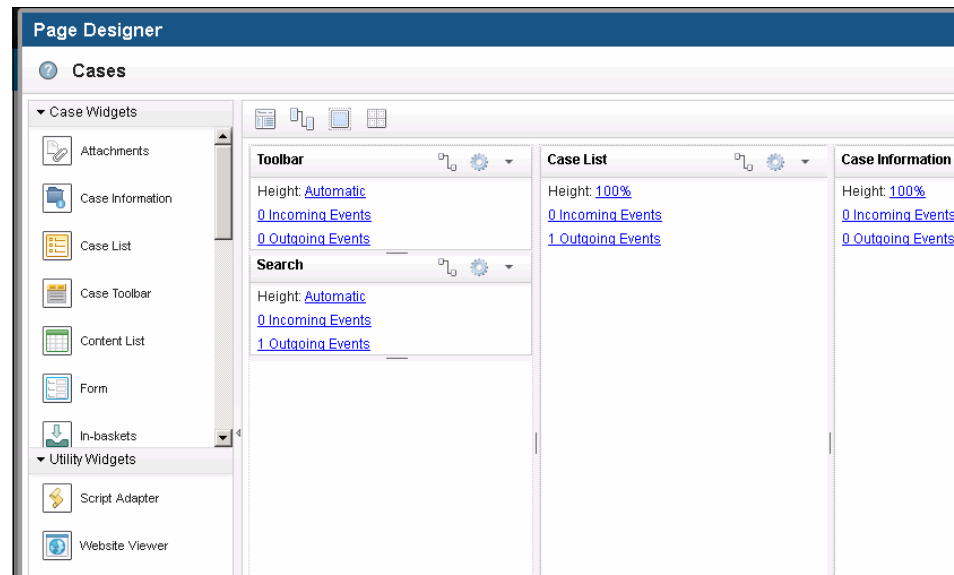 Page Designer
Cases
Case Widgets
Attachments
Case Information
Case List
Case Toolbar
Content List
Form
In-baskets
Utility Widgets
Script Adapter
Website Viewer
Toolbar
Height: Automatic
0 Incoming Events
0 Outgoing Events
Search
Height: Automatic
0 Incoming Events
1 Outgoing Events
Case List
Height: 100%
0 Incoming Events
1 Outgoing Events
Case Information
Height: 100%
0 Incoming Events
0 Outgoing Events